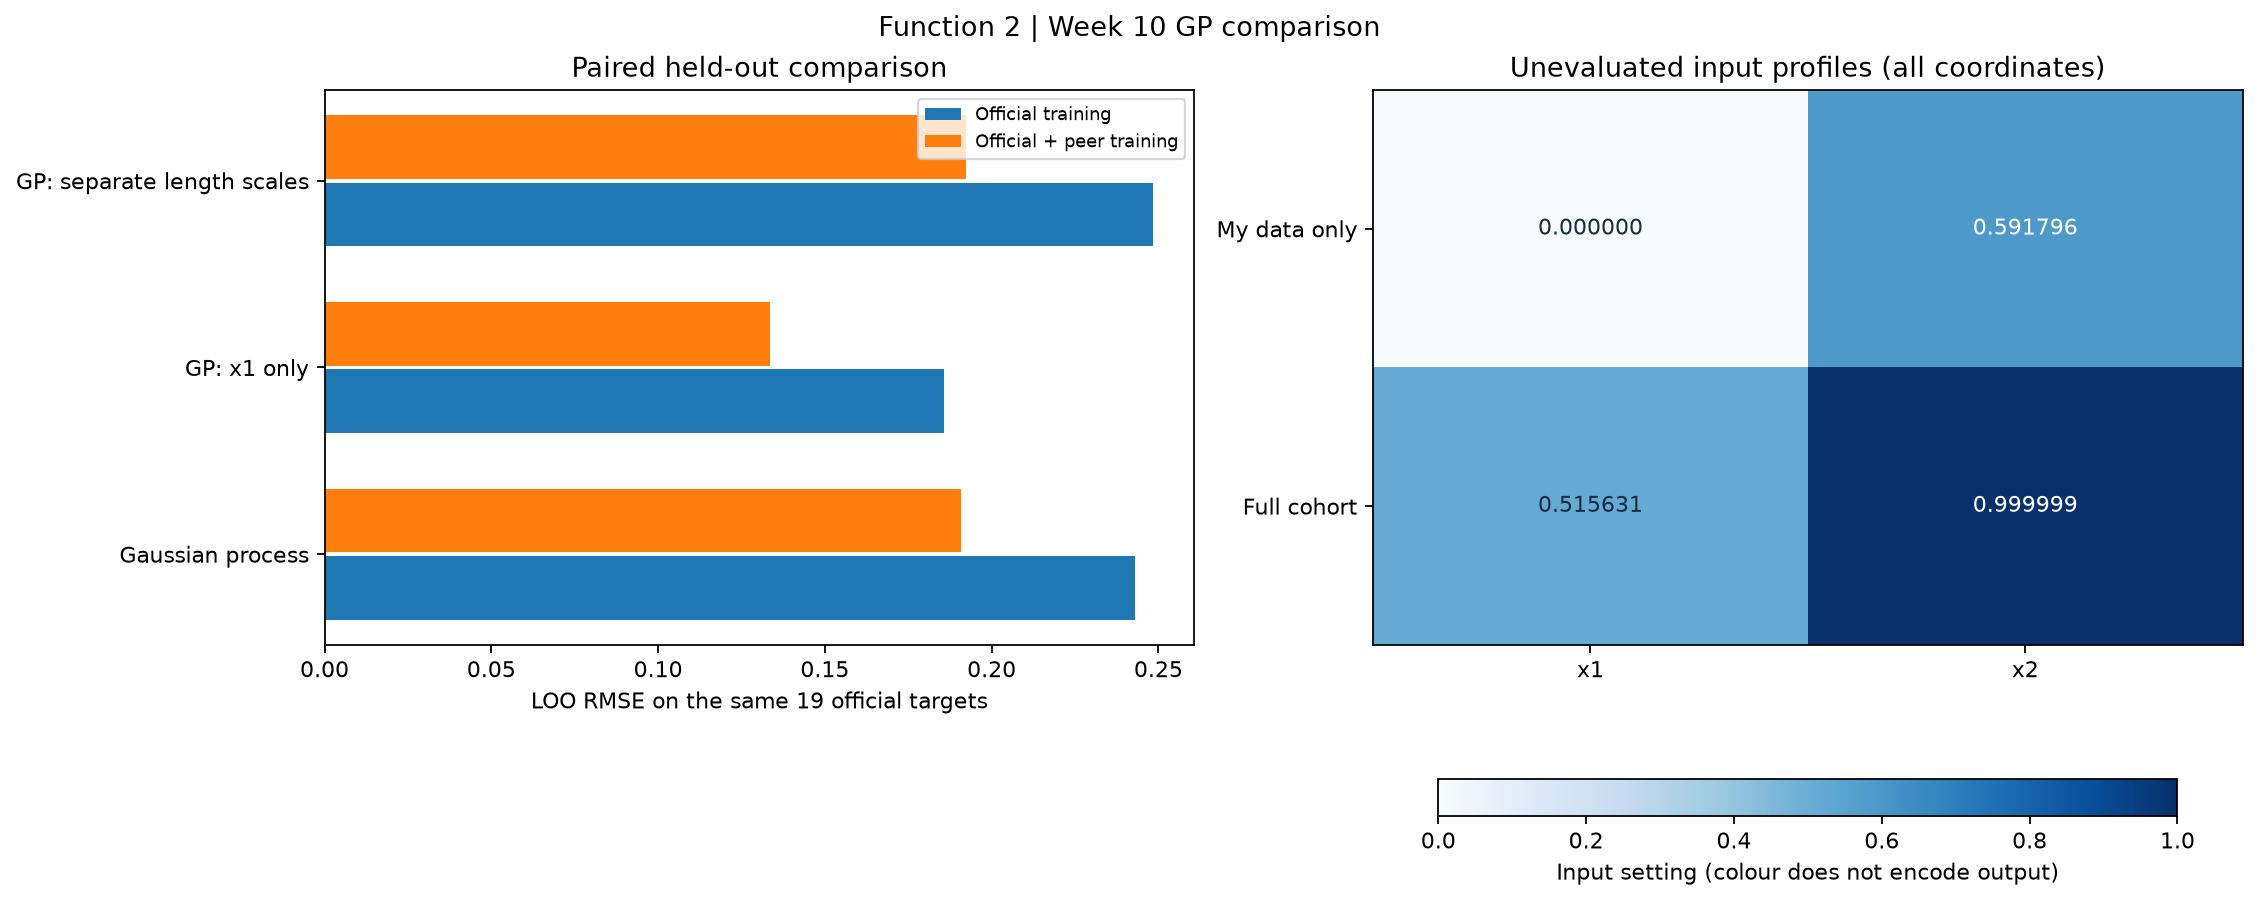 Function 2 | Week 10 GP comparison
Paired held-out comparison
Official training
Official + peer training
GP: separate length scales
GP: x1 only
Gaussian process
0.00 0.05 0.10 0.15 0.20 0.25
LOO RMSE on the same 19 official targets
Unevaluated input profiles (all coordinates)
My data only
0.000000 0.591796
Full cohort
0.515631 0.999999
x1 x2
0.0 0.2 0.4 0.6 0.8 1.0
Input setting (colour does not encode output)